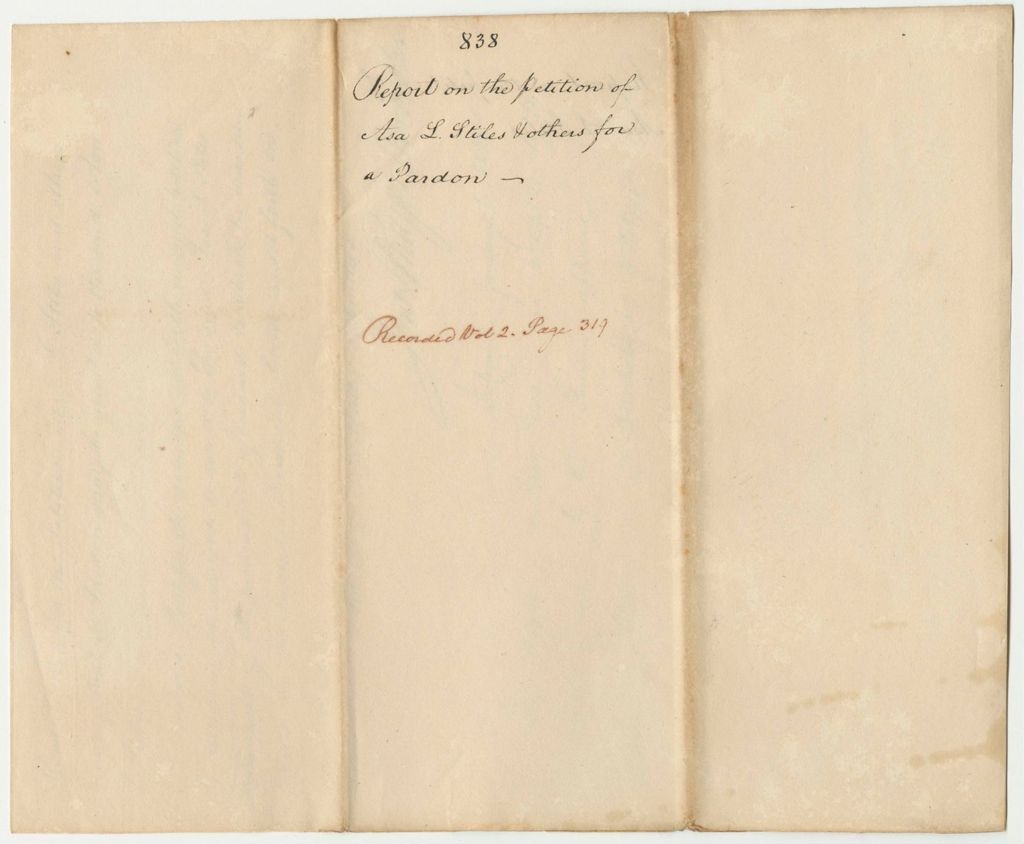 838
Report on the petition of
Asa L. Stiles & others for
a Pardon —
Recorded Vol 2. Page 319